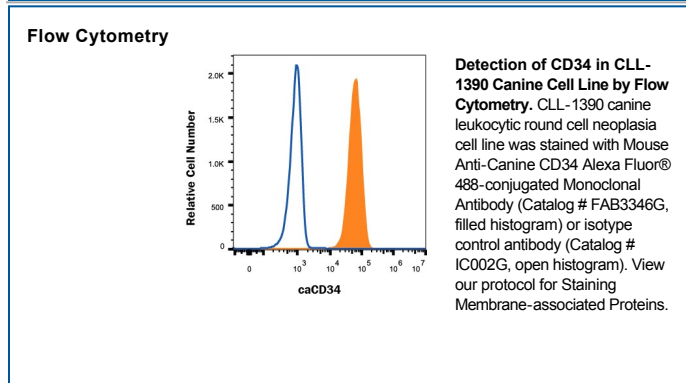 Flow Cytometry
2.0K
1.5K
1.0K
500
0
Relative Cell Number
0
10^3
10^4
10^5
10^6
10^7
caCD34
Detection of CD34 in CLL-
1390 Canine Cell Line by Flow
Cytometry. CLL-1390 canine
leukocytic round cell neoplasia
cell line was stained with Mouse
Anti-Canine CD34 Alexa Fluor®
488-conjugated Monoclonal
Antibody (Catalog # FAB3346G,
filled histogram) or isotype
control antibody (Catalog #
IC002G, open histogram). View
our protocol for Staining
Membrane-associated Proteins.